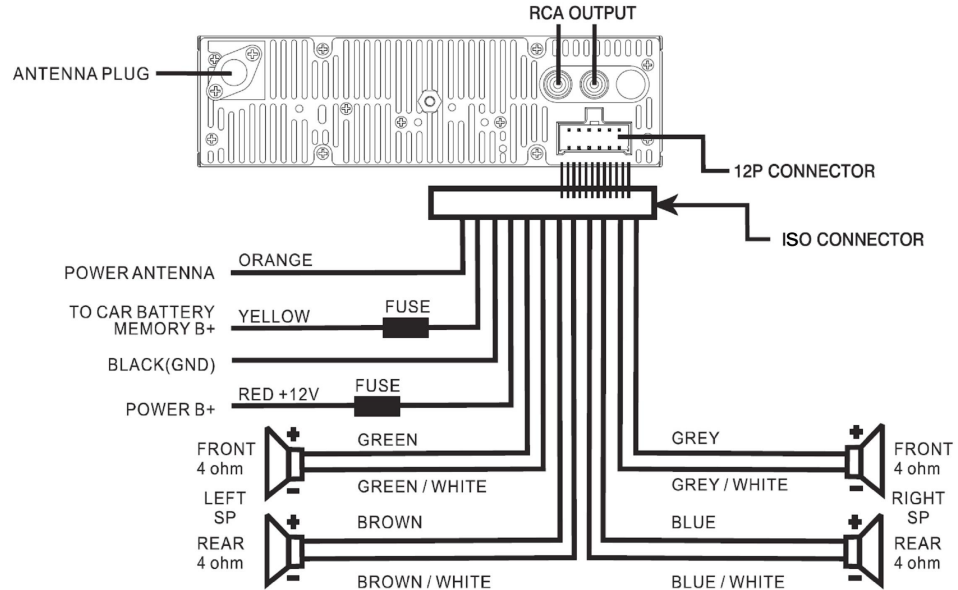 RCA OUTPUT
ANTENNA PLUG
12P CONNECTOR
ISO CONNECTOR
POWER ANTENNA
ORANGE
TO CAR BATTERY
MEMORY B+
YELLOW
FUSE
BLACK(GND)
POWER B+
RED +12V
FUSE
FRONT
4 ohm
+
-
GREEN
GREEN / WHITE
LEFT
SP
REAR
4 ohm
+
-
BROWN
BROWN / WHITE
GREY
GREY / WHITE
+
-
FRONT
4 ohm
RIGHT
SP
BLUE
BLUE / WHITE
+
-
REAR
4 ohm